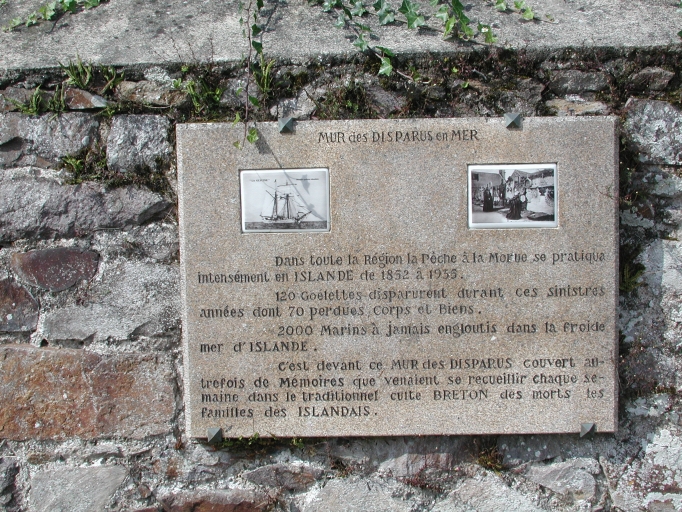 MUR des DISPARUS en MER
Dans toute la Région la Pêche à la Morue se pratique
intensément en ISLANDE de 1852 à 1935.
120 Goélettes disparurent durant ces sinistres
années dont 70 perdues Corps et Biens.
2000 Marins à jamais engloutis dans la froide
mer d'ISLANDE.
C'est devant ce MUR des DISPARUS couvert au-
trefois de Mémoires que venaient se recueillir chaque se-
maine dans le traditionnel culte BRETON des morts les
familles des ISLANDAIS.